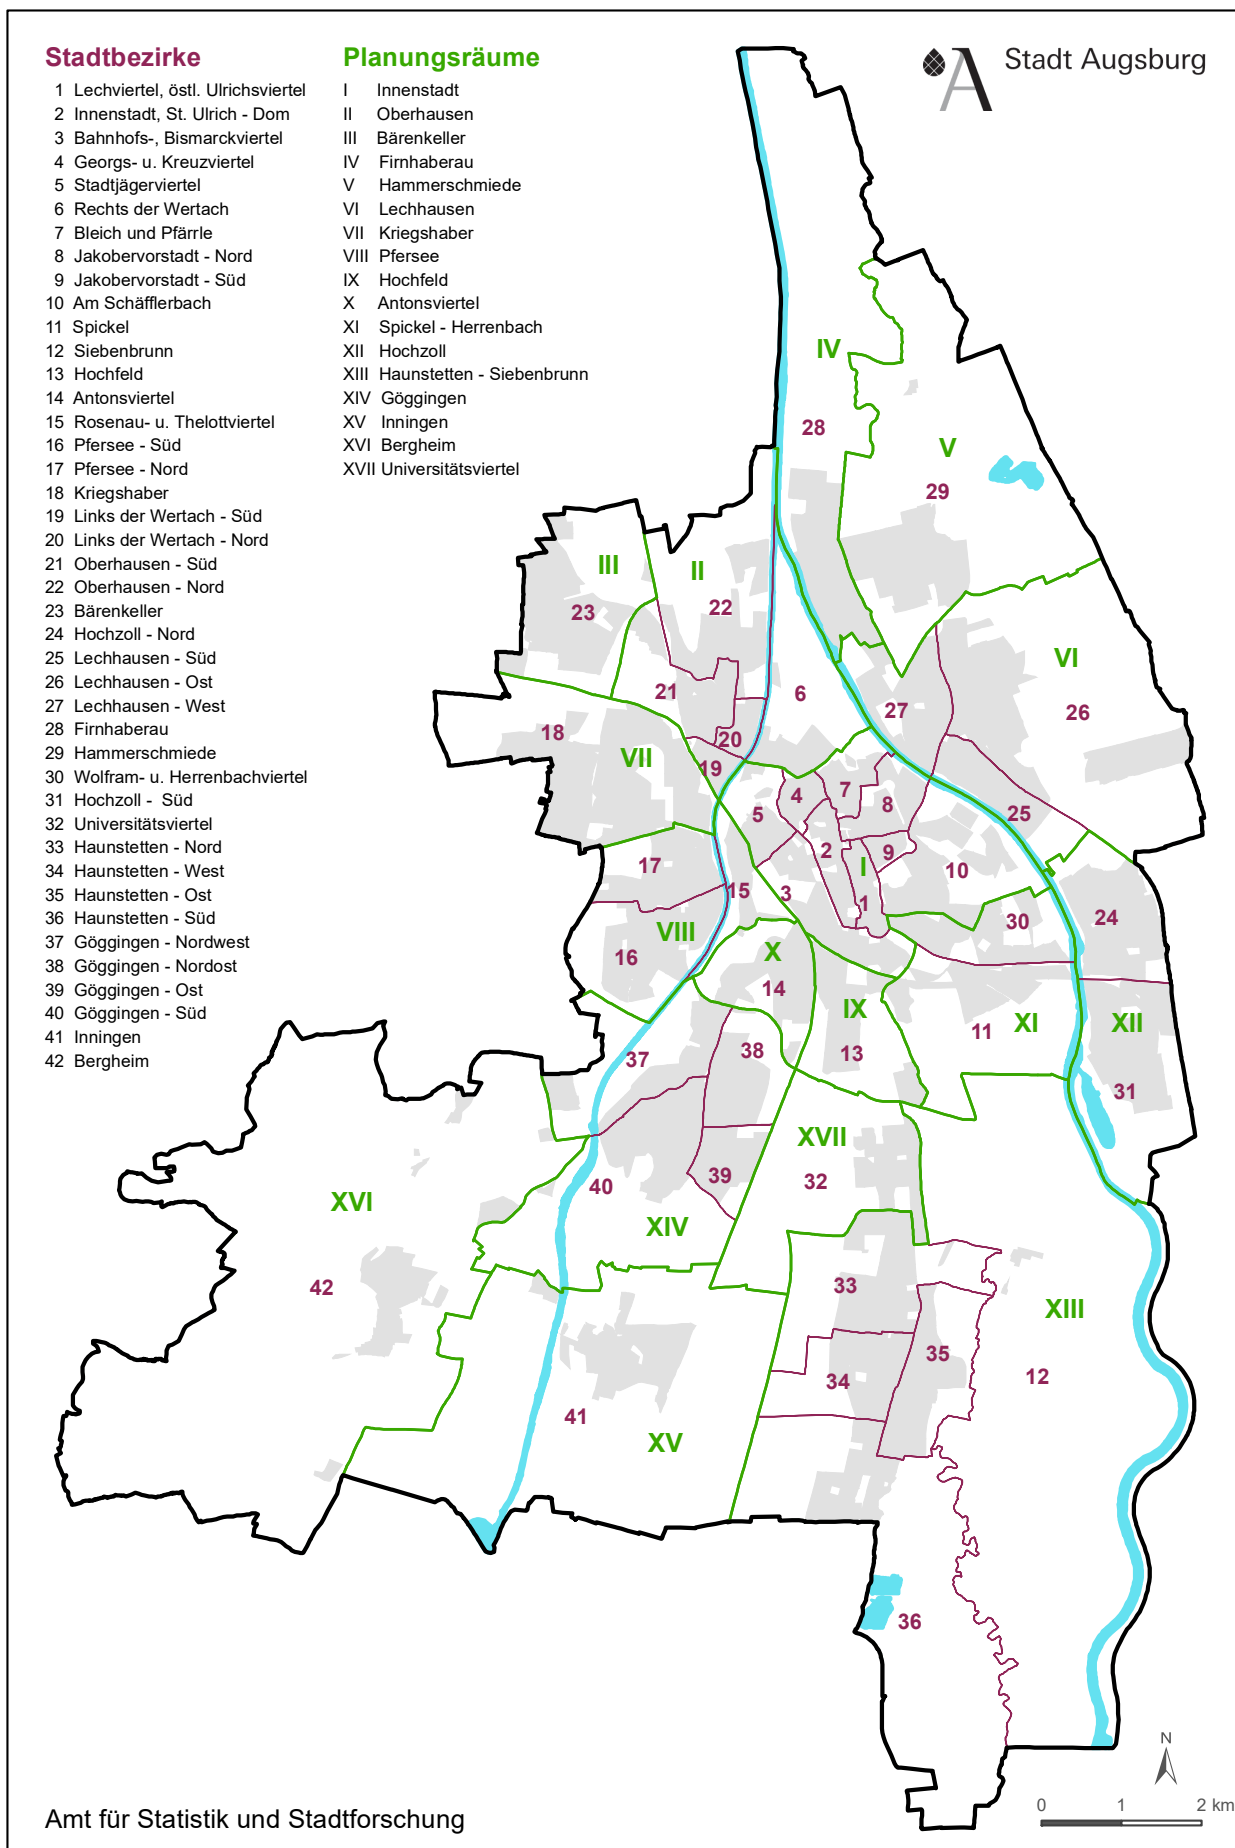 Stadtbezirke
1 Lechviertel, östl. Ulrichsviertel
2 Innenstadt, St. Ulrich - Dom
3 Bahnhofs-, Bismarckviertel
4 Georgs- u. Kreuzviertel
5 Stadtjägerviertel
6 Rechts der Wertach
7 Bleich und Pfärrle
8 Jakobervorstadt - Nord
9 Jakobervorstadt - Süd
10 Am Schäfflerbach
11 Spickel
12 Siebenbrunn
13 Hochfeld
14 Antonsviertel
15 Rosenau- u. Thelottviertel
16 Pfersee - Süd
17 Pfersee - Nord
18 Kriegshaber
19 Links der Wertach - Süd
20 Links der Wertach - Nord
21 Oberhausen - Süd
22 Oberhausen - Nord
23 Bärenkeller
24 Hochzoll - Nord
25 Lechhausen - Süd
26 Lechhausen - Ost
27 Lechhausen - West
28 Firnhaberau
29 Hammerschmiede
30 Wolfram- u. Herrenbachviertel
31 Hochzoll - Süd
32 Universitätsviertel
33 Haunstetten - Nord
34 Haunstetten - West
35 Haunstetten - Ost
36 Haunstetten - Süd
37 Göggingen - Nordwest
38 Göggingen - Nordost
39 Göggingen - Ost
40 Göggingen - Süd
41 Inningen
42 Bergheim
Planungsräume
I Innenstadt
II Oberhausen
III Bärenkeller
IV Firnhaberau
V Hammerschmiede
VI Lechhausen
VII Kriegshaber
VIII Pfersee
IX Hochfeld
X Antonsviertel
XI Spickel - Herrenbach
XII Hochzoll
XIII Haunstetten - Siebenbrunn
XIV Göggingen
XV Inningen
XVI Bergheim
XVII Universitätsviertel
A Stadt Augsburg
IV
28
V
29
III
II
23
22
VI
21
6
27
26
18
20
VII
19
4
7
8
5
25
2
9
17
I
10
15
3
1
30
24
VIII
16
X
14
IX
11
XI
XII
37
38
13
31
XVII
39
32
40
XVI
XIV
42
33
XIII
35
12
34
41
XV
36
N
0 1 2 km
Amt für Statistik und Stadtforschung